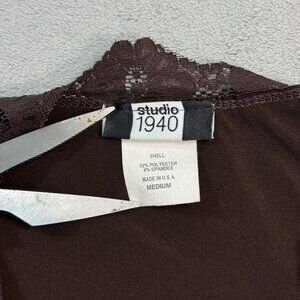 studio
1940
SHELL
92% POLYESTER
8% SPANDEX
MADE IN U.S.A.
MEDIUM